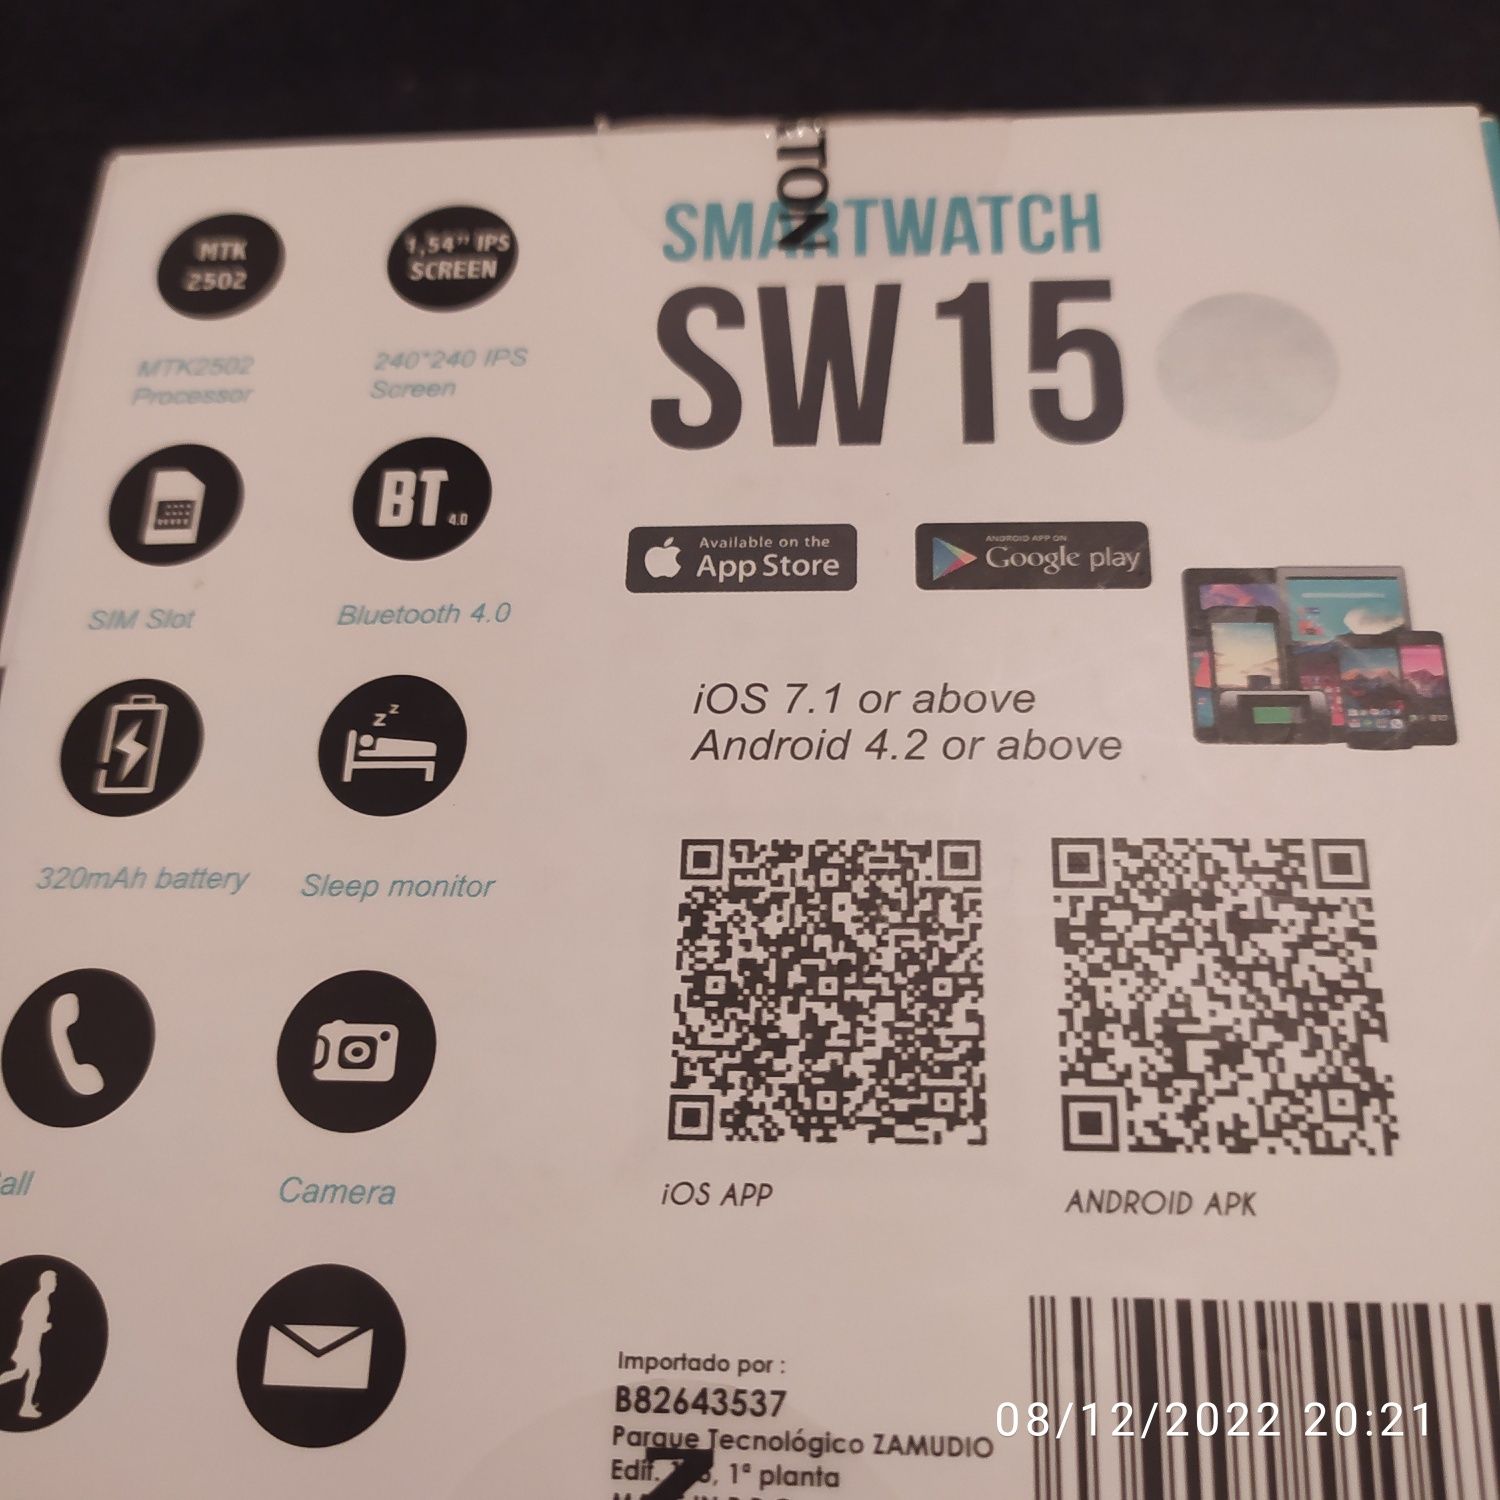 TON
SMARTWATCH
SW15
MTK
2502
MTK2502
Processor
1,54” IPS
SCREEN
240*240 IPS
Screen
SIM Slot
BT 4.0
Bluetooth 4.0
320mAh battery
z z
Sleep monitor
all
Camera
Available on the
App Store
ANDROID APP ON
Google play
iOS 7.1 or above
Android 4.2 or above
iOS APP
ANDROID APK
Importado por :
B82643537
Parque Tecnológico ZAMUDIO
Edif. , 1ª planta
Z
08/12/2022 20:21